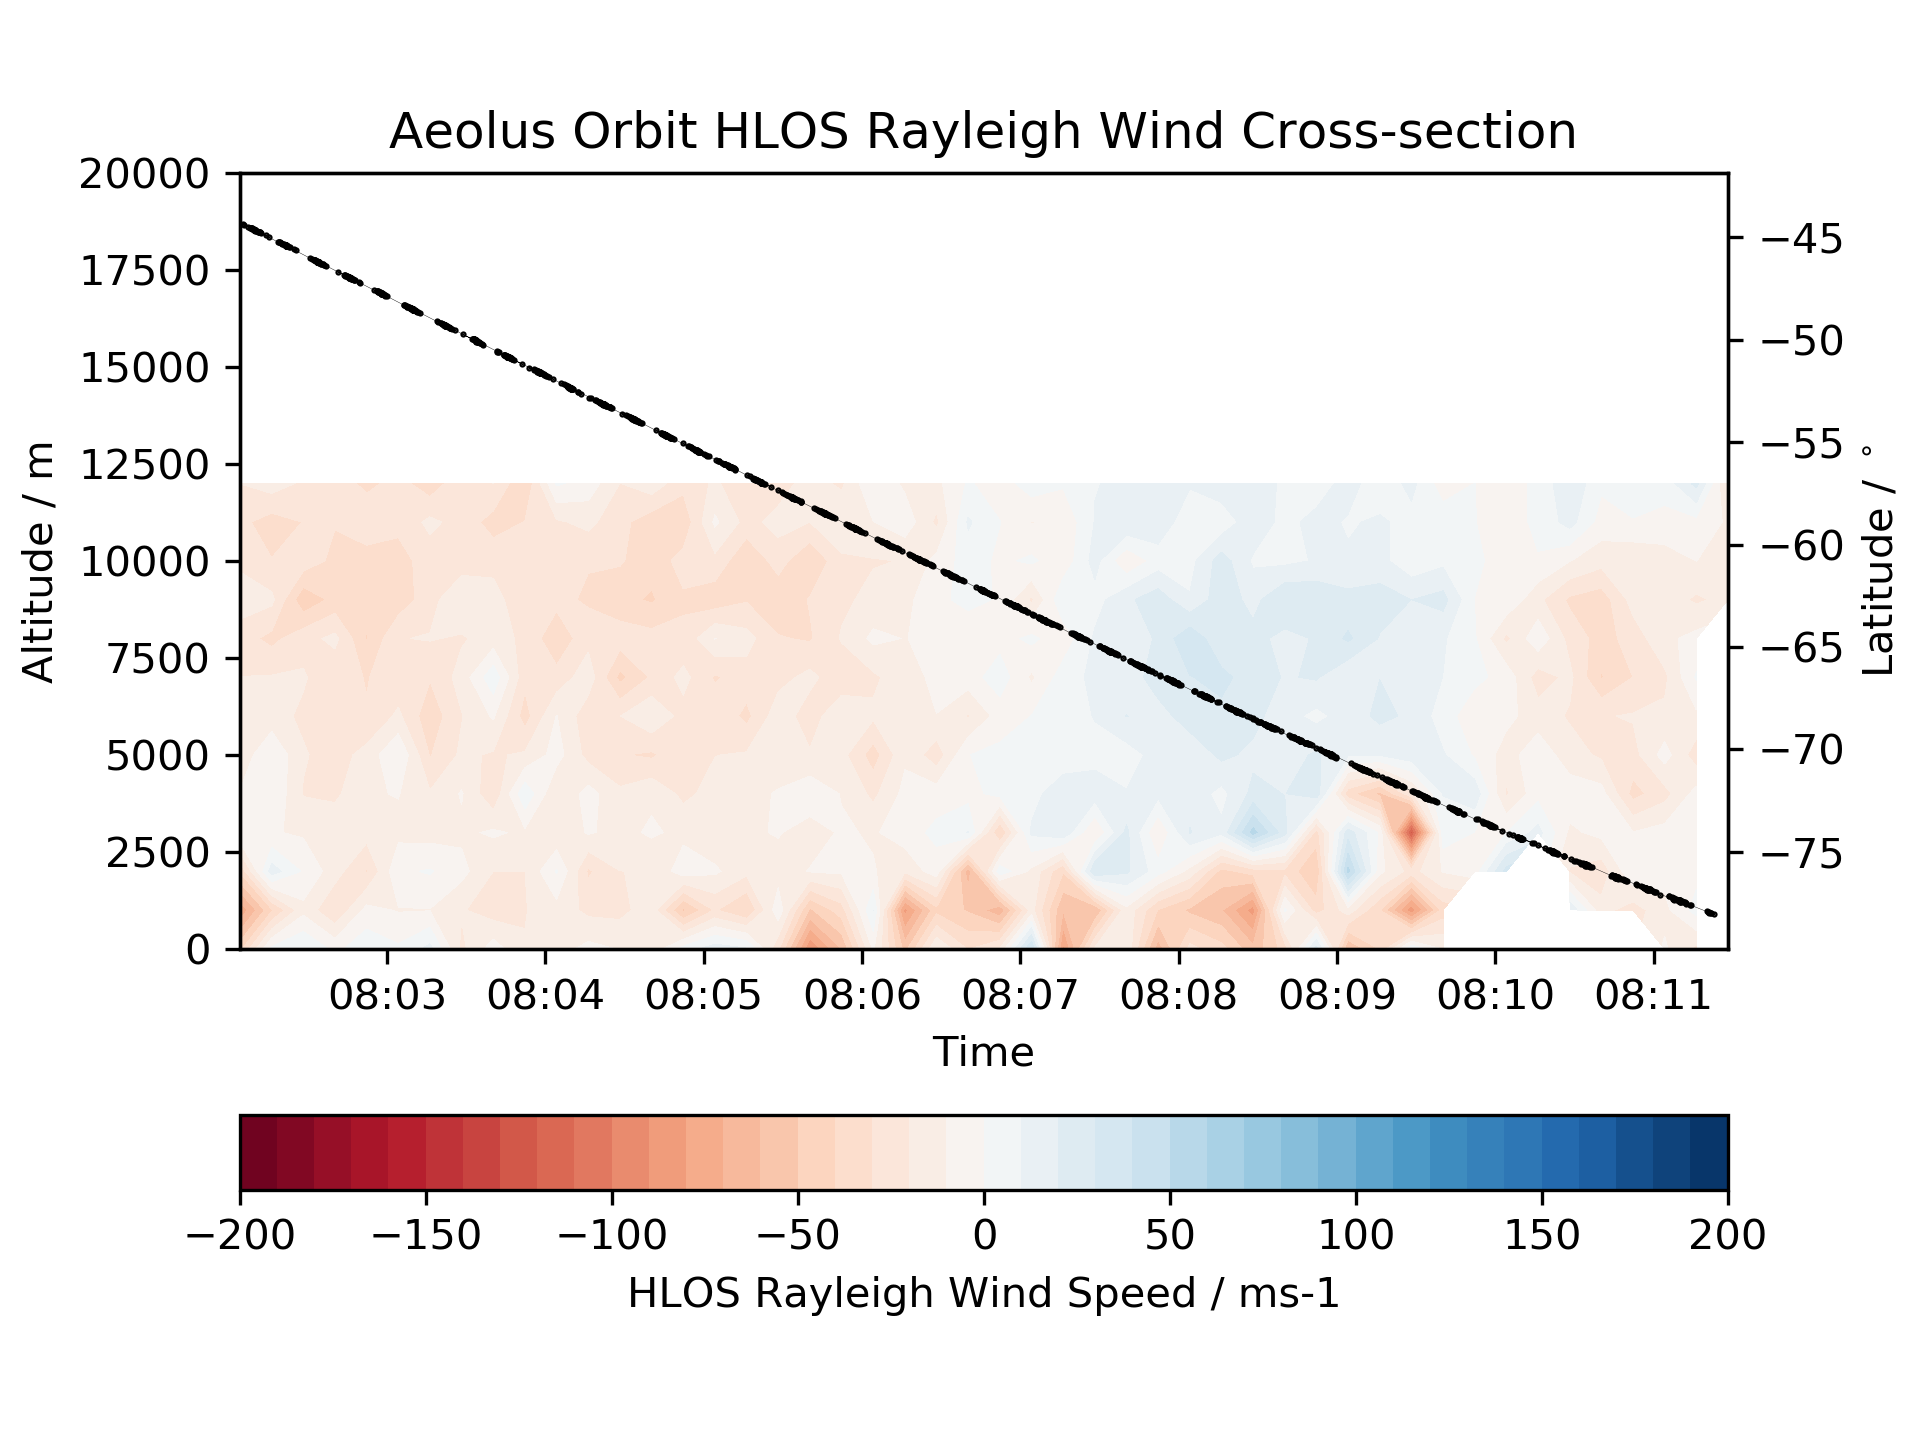 Aeolus Orbit HLOS Rayleigh Wind Cross-section
20000
17500
15000
12500
10000
7500
5000
2500
0
Altitude / m
−45
−50
−55
−60
−65
−70
−75
Latitude / °
08:03 08:04 08:05 08:06 08:07 08:08 08:09 08:10 08:11
Time
−200 −150 −100 −50 0 50 100 150 200
HLOS Rayleigh Wind Speed / ms-1